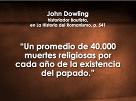 John Dowling
historiador Bautista,
en La Historia del Romanismo, p. 541
"Un promedio de 40.000
muertes religiosas por
cada año de la existencia
del papado."